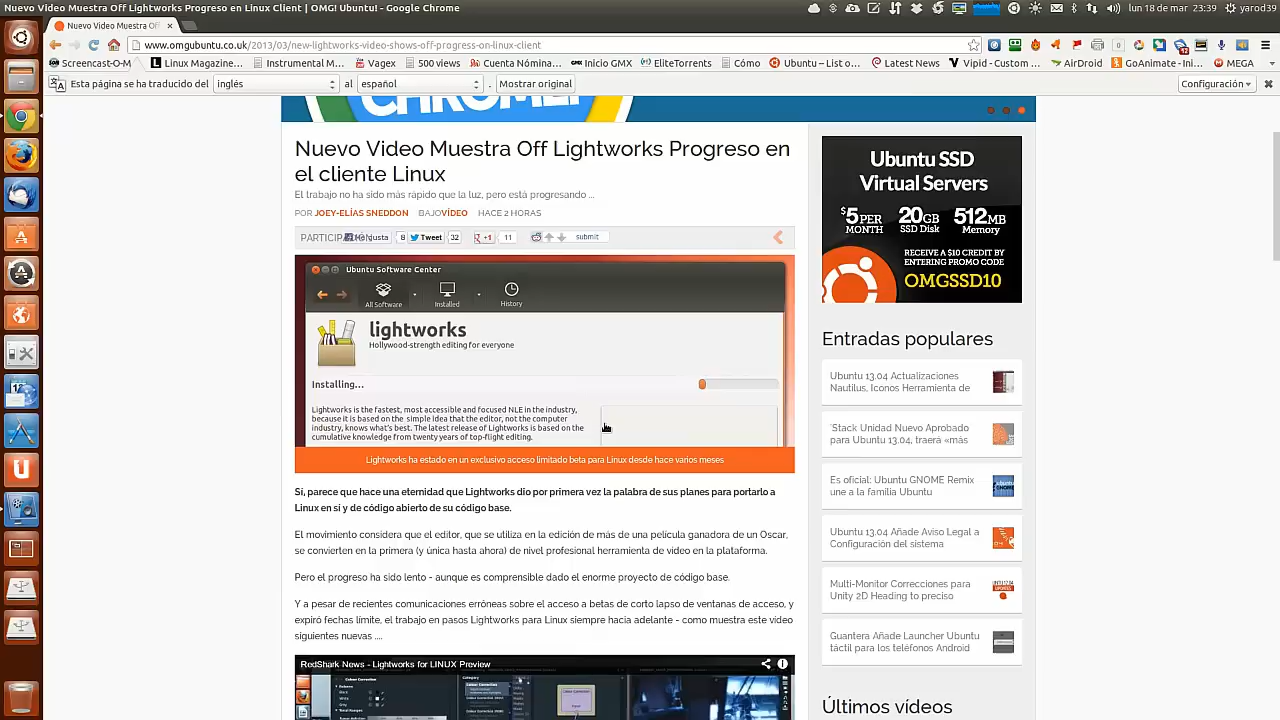 Nuevo Video Muestra Off Lightworks Progreso en Linux Client | OMG! Ubuntu! - Google Chrome
lun 18 de mar 23:39 yarod39
Nuevo Video Muestra Of
www.omgubuntu.co.uk/2013/03/new-lightworks-video-shows-off-progress-on-linux-client
Screencast-O-M
Linux Magazine...
Instrumental M...
Vagex
500 views
Cuenta Nómina...
Inicio GMX
EliteTorrents
Cómo
Ubuntu – List o...
Latest News
Vipid - Custom ...
AirDroid
GoAnimate - Ini...
MEGA
Esta página se ha traducido del inglés al español . Mostrar original
Configuración
CHROME!
Nuevo Video Muestra Off Lightworks Progreso en
el cliente Linux
El trabajo no ha sido más rápido que la luz, pero está progresando ...
POR JOEY-ELÍAS SNEDDON BAJOVÍDEO HACE 2 HORAS
8 Tweet 32 +1 11 submit
Ubuntu Software Center
All Software
Installed
History
lightworks
Hollywood-strength editing for everyone
Installing...
Lightworks is the fastest, most accessible and focused NLE in the industry,
because it is based on the simple idea that the editor, not the computer
industry, knows what's best. The latest release of Lightworks is based on the
cumulative knowledge from twenty years of top-flight editing.
Lightworks ha estado en un exclusivo acceso limitado beta para Linux desde hace varios meses
Sí, parece que hace una eternidad que Lightworks dio por primera vez la palabra de sus planes para portarlo a
Linux en sí y de código abierto de su código base.
El movimiento considera que el editor, que se utiliza en la edición de más de una película ganadora de un Oscar,
se convierten en la primera (y única hasta ahora) de nivel profesional herramienta de video en la plataforma.
Pero el progreso ha sido lento - aunque es comprensible dado el enorme proyecto de código base.
Y a pesar de recientes comunicaciones erróneas sobre el acceso a betas de corto lapso de ventanas de acceso, y
expiró fechas límite, el trabajo en pasos Lightworks para Linux siempre hacia adelante - como muestra este vídeo
siguientes nuevas ....
RedShark News - Lightworks for LINUX Preview
Ubuntu SSD
Virtual Servers
$5 PER MONTH
20GB SSD Disk
512MB Memory
RECEIVE A $10 CREDIT BY
ENTERING PROMO CODE
OMGSSD10
Entradas populares
Ubuntu 13.04 Actualizaciones
Nautilus, Iconos Herramienta de
'Stack Unidad Nuevo Aprobado
para Ubuntu 13.04, traerá «más
Es oficial: Ubuntu GNOME Remix
une a la familia Ubuntu
Ubuntu 13.04 Añade Aviso Legal a
Configuración del sistema
Multi-Monitor Correcciones para
Unity 2D Heading to preciso
Guantera Añade Launcher Ubuntu
táctil para los teléfonos Android
Últimos vídeos